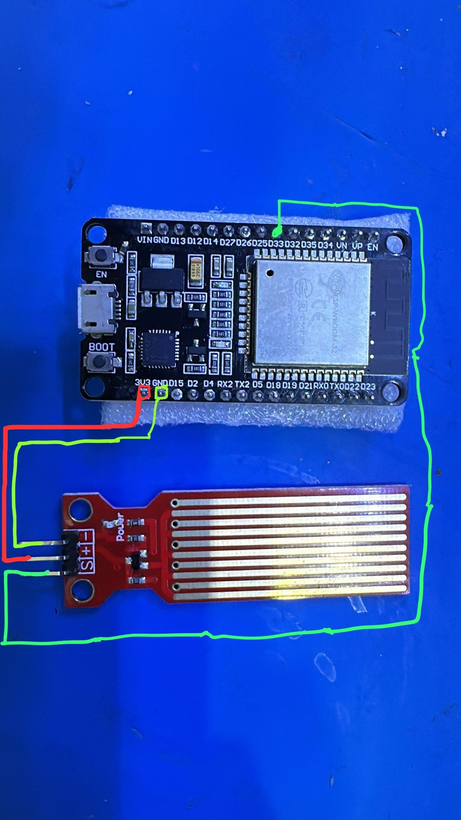 VIN GND D13 D12 D14 D27 D26 D25 D33 D32 D35 D34 VN VP EN
EN
BOOT
3V3 GND D15 D2 D4 RX2 TX2 D5 D18 D19 D21 RX0 TX0 D22 D23
Power
S + -